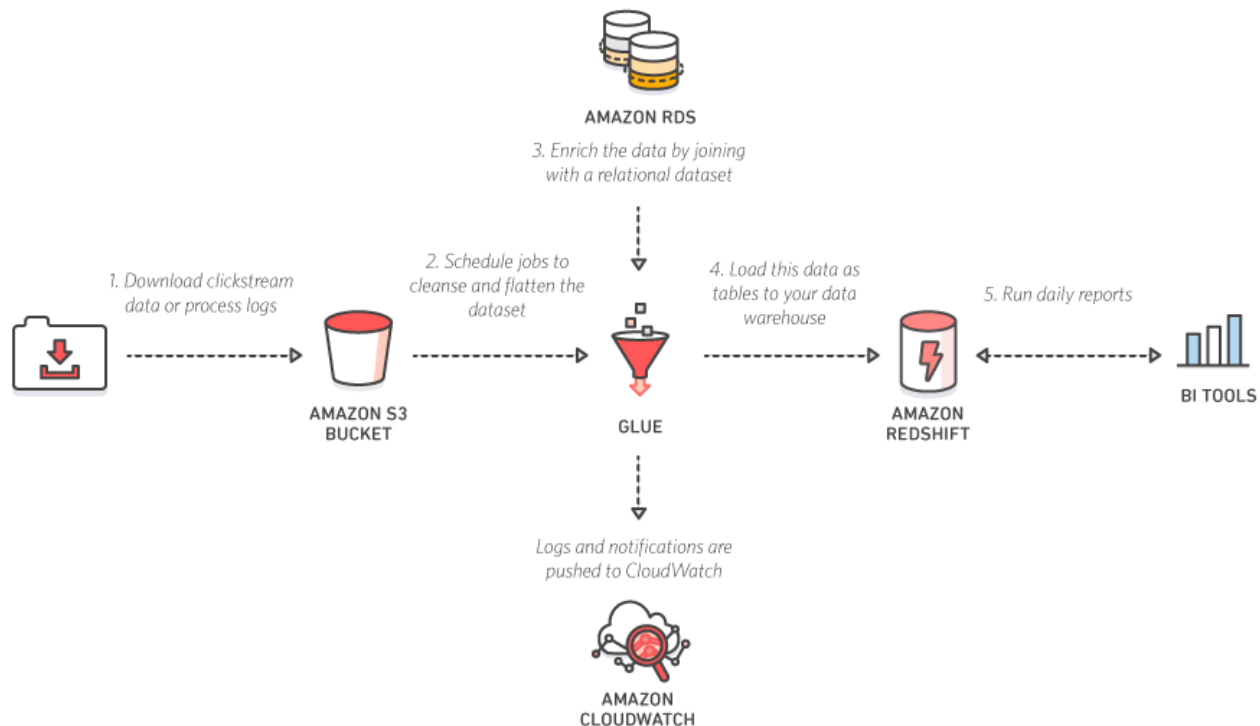 AMAZON RDS
3. Enrich the data by joining
with a relational dataset
1. Download clickstream
data or process logs
2. Schedule jobs to
cleanse and flatten the
dataset
4. Load this data as
tables to your data
warehouse
5. Run daily reports
AMAZON S3
BUCKET
GLUE
AMAZON
REDSHIFT
BI TOOLS
Logs and notifications are
pushed to CloudWatch
AMAZON
CLOUDWATCH